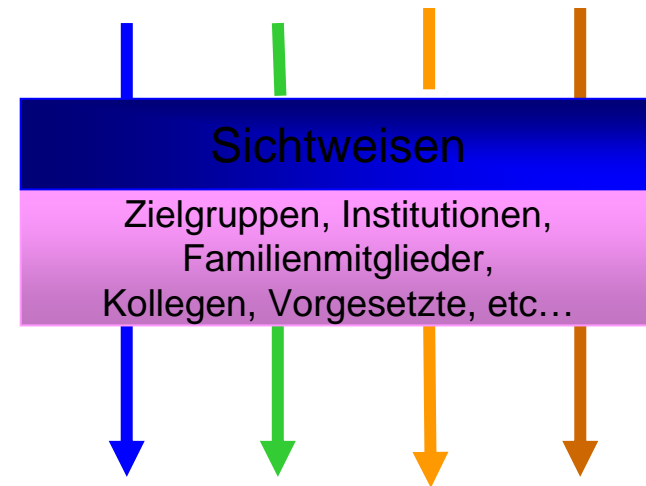 Sichtweisen
Zielgruppen, Institutionen,
Familienmitglieder,
Kollegen, Vorgesetzte, etc…